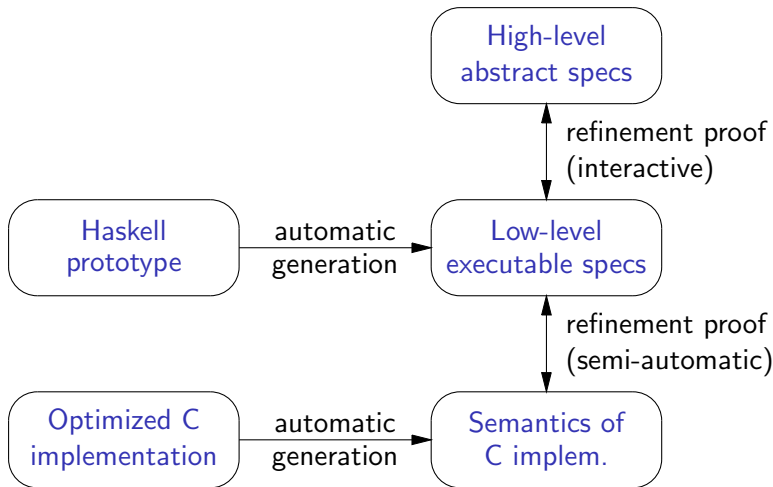 High-level
abstract specs
refinement proof
(interactive)
Haskell
prototype
automatic
generation
Low-level
executable specs
refinement proof
(semi-automatic)
Optimized C
implementation
automatic
generation
Semantics of
C implem.